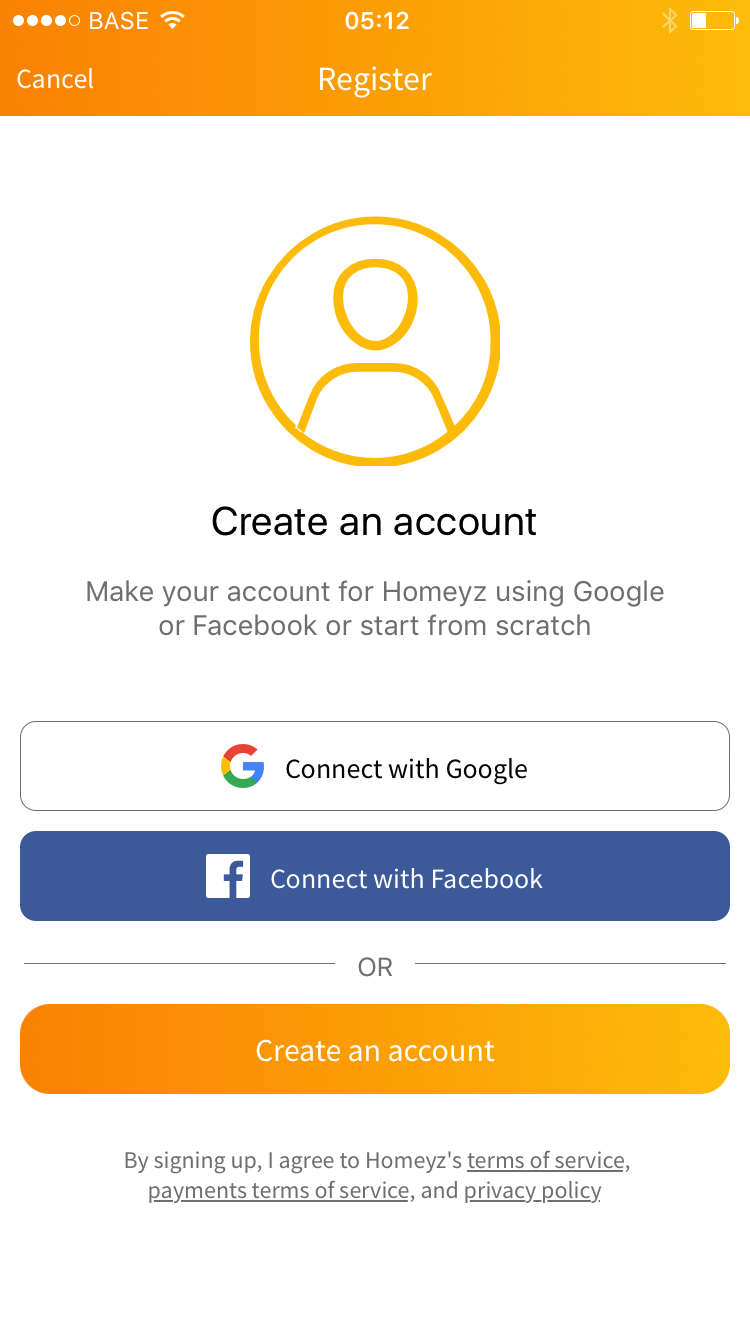 BASE 05:12
Cancel Register
Create an account
Make your account for Homeyz using Google
or Facebook or start from scratch
Connect with Google
Connect with Facebook
OR
Create an account
By signing up, I agree to Homeyz's terms of service,
payments terms of service, and privacy policy